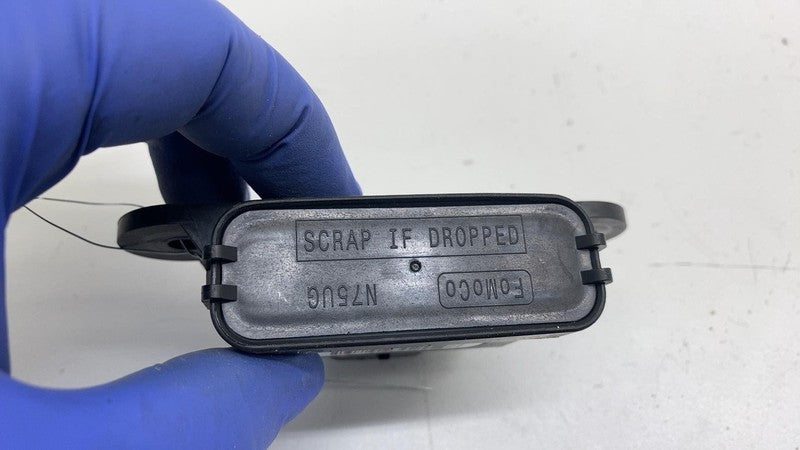 SCRAP IF DROPPED
FoMoCo N75UG